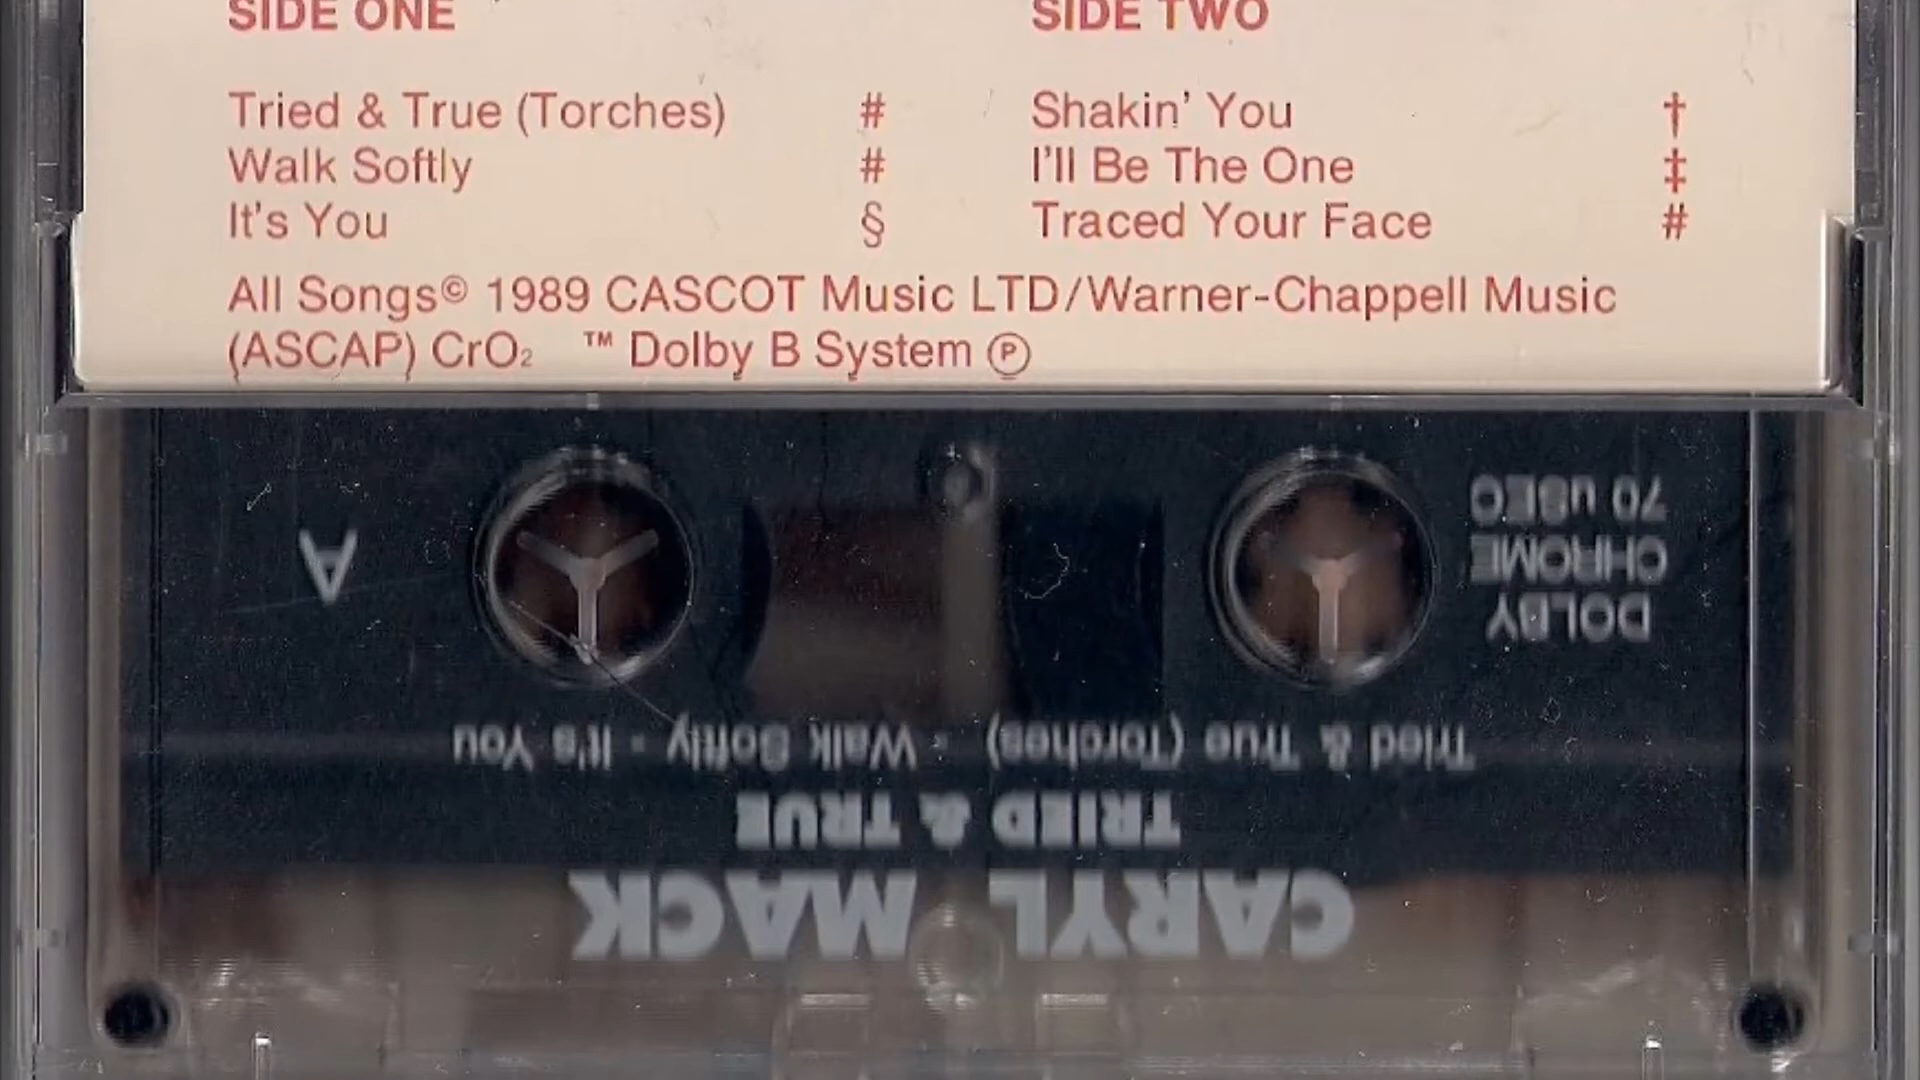 SIDE ONE SIDE TWO
Tried & True (Torches) # Shakin' You †
Walk Softly # I'll Be The One ‡
It's You § Traced Your Face #
All Songs© 1989 CASCOT Music LTD/Warner-Chappell Music
(ASCAP) CrO₂ ™ Dolby B System ℗
CARYL MACK
TRIED & TRUE
Tried & True (Torches) - Walk Softly - It's You
DOLBY
CHROME
70 uSEC
A